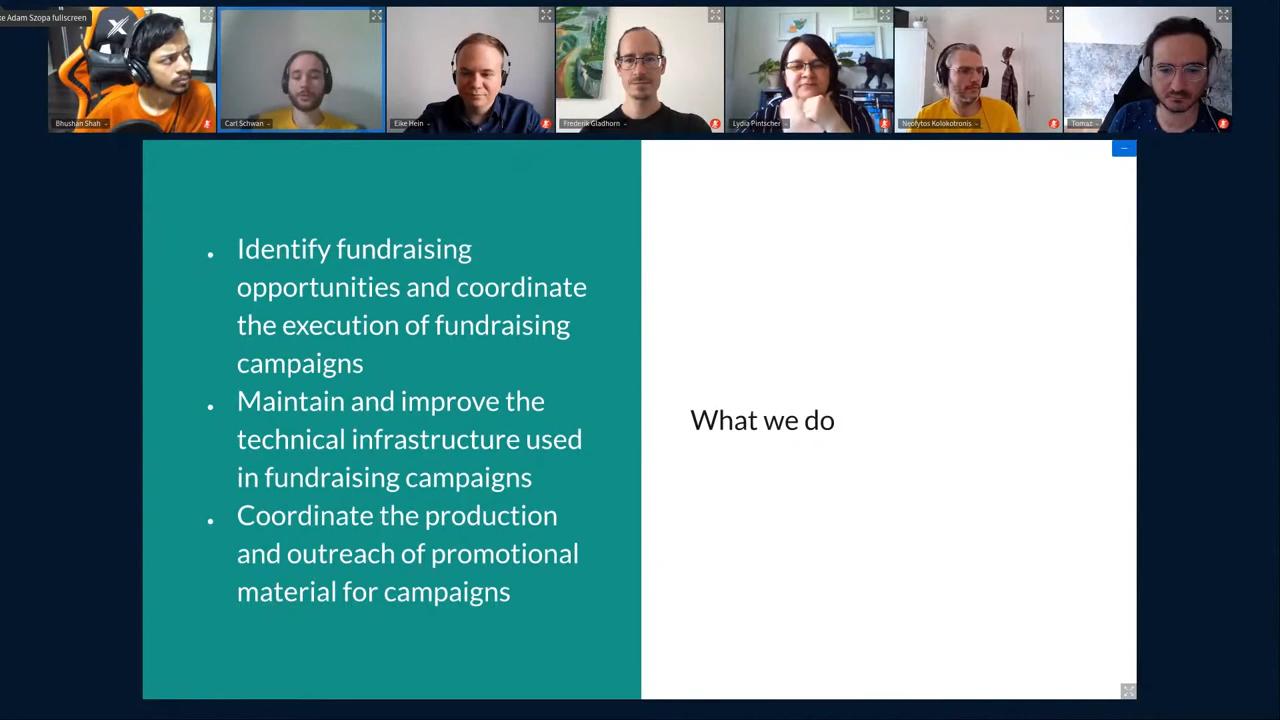 ke Adam Szopa fullscreen
Bhushan Shah
Carl Schwan
Eike Hein
Frederik Gladhorn
Lydia Pintscher
Neofytos Kolokotronis
Tomaz
• Identify fundraising
opportunities and coordinate
the execution of fundraising
campaigns
• Maintain and improve the
technical infrastructure used
in fundraising campaigns
• Coordinate the production
and outreach of promotional
material for campaigns
What we do